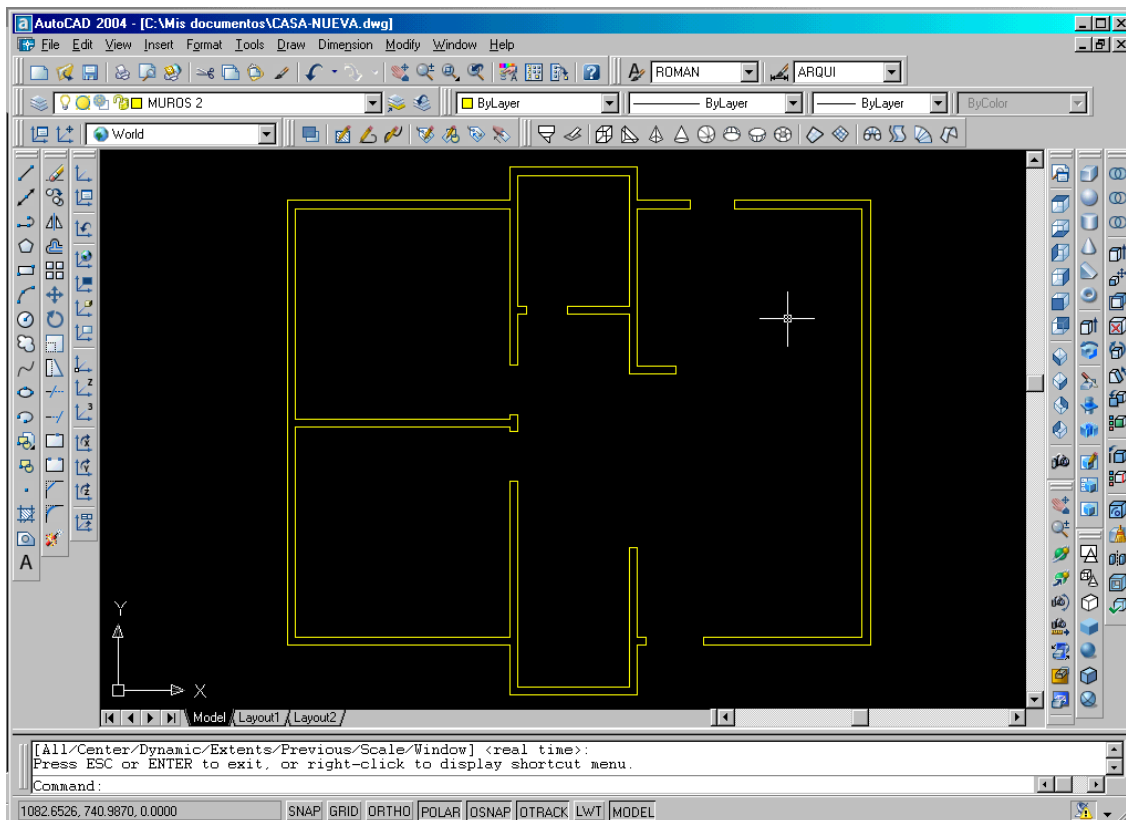 AutoCAD 2004 - [C:\Mis documentos\CASA-NUEVA.dwg]
File Edit View Insert Format Tools Draw Dimension Modify Window Help
ROMAN ARQUI
MUROS 2 ByLayer ByLayer ByLayer ByColor
World
Y
X
Model Layout1 Layout2
[All/Center/Dynamic/Extents/Previous/Scale/Window] <real time>:
Press ESC or ENTER to exit, or right-click to display shortcut menu.
Command:
1082.6526, 740.9870, 0.0000 SNAP GRID ORTHO POLAR OSNAP OTRACK LWT MODEL